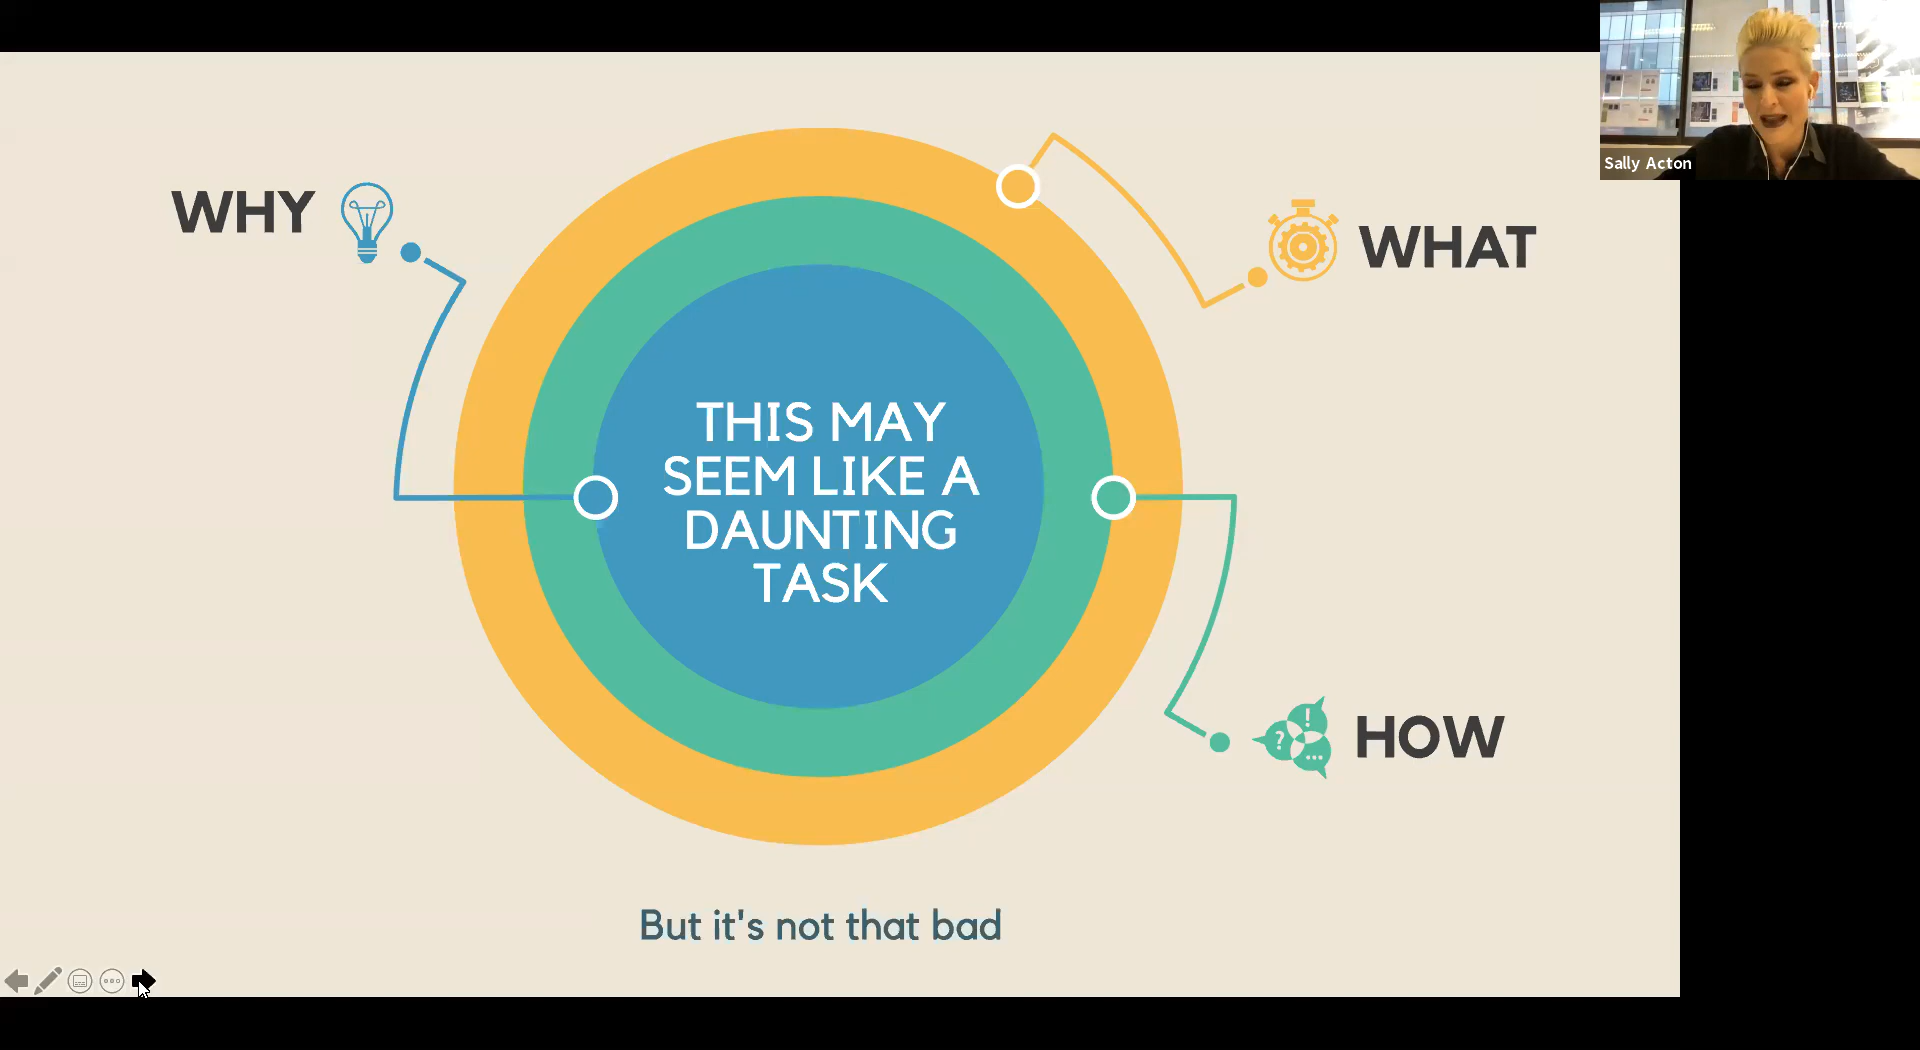 Sally Acton
WHY
WHAT
THIS MAY
SEEM LIKE A
DAUNTING
TASK
!
?
...
HOW
But it's not that bad